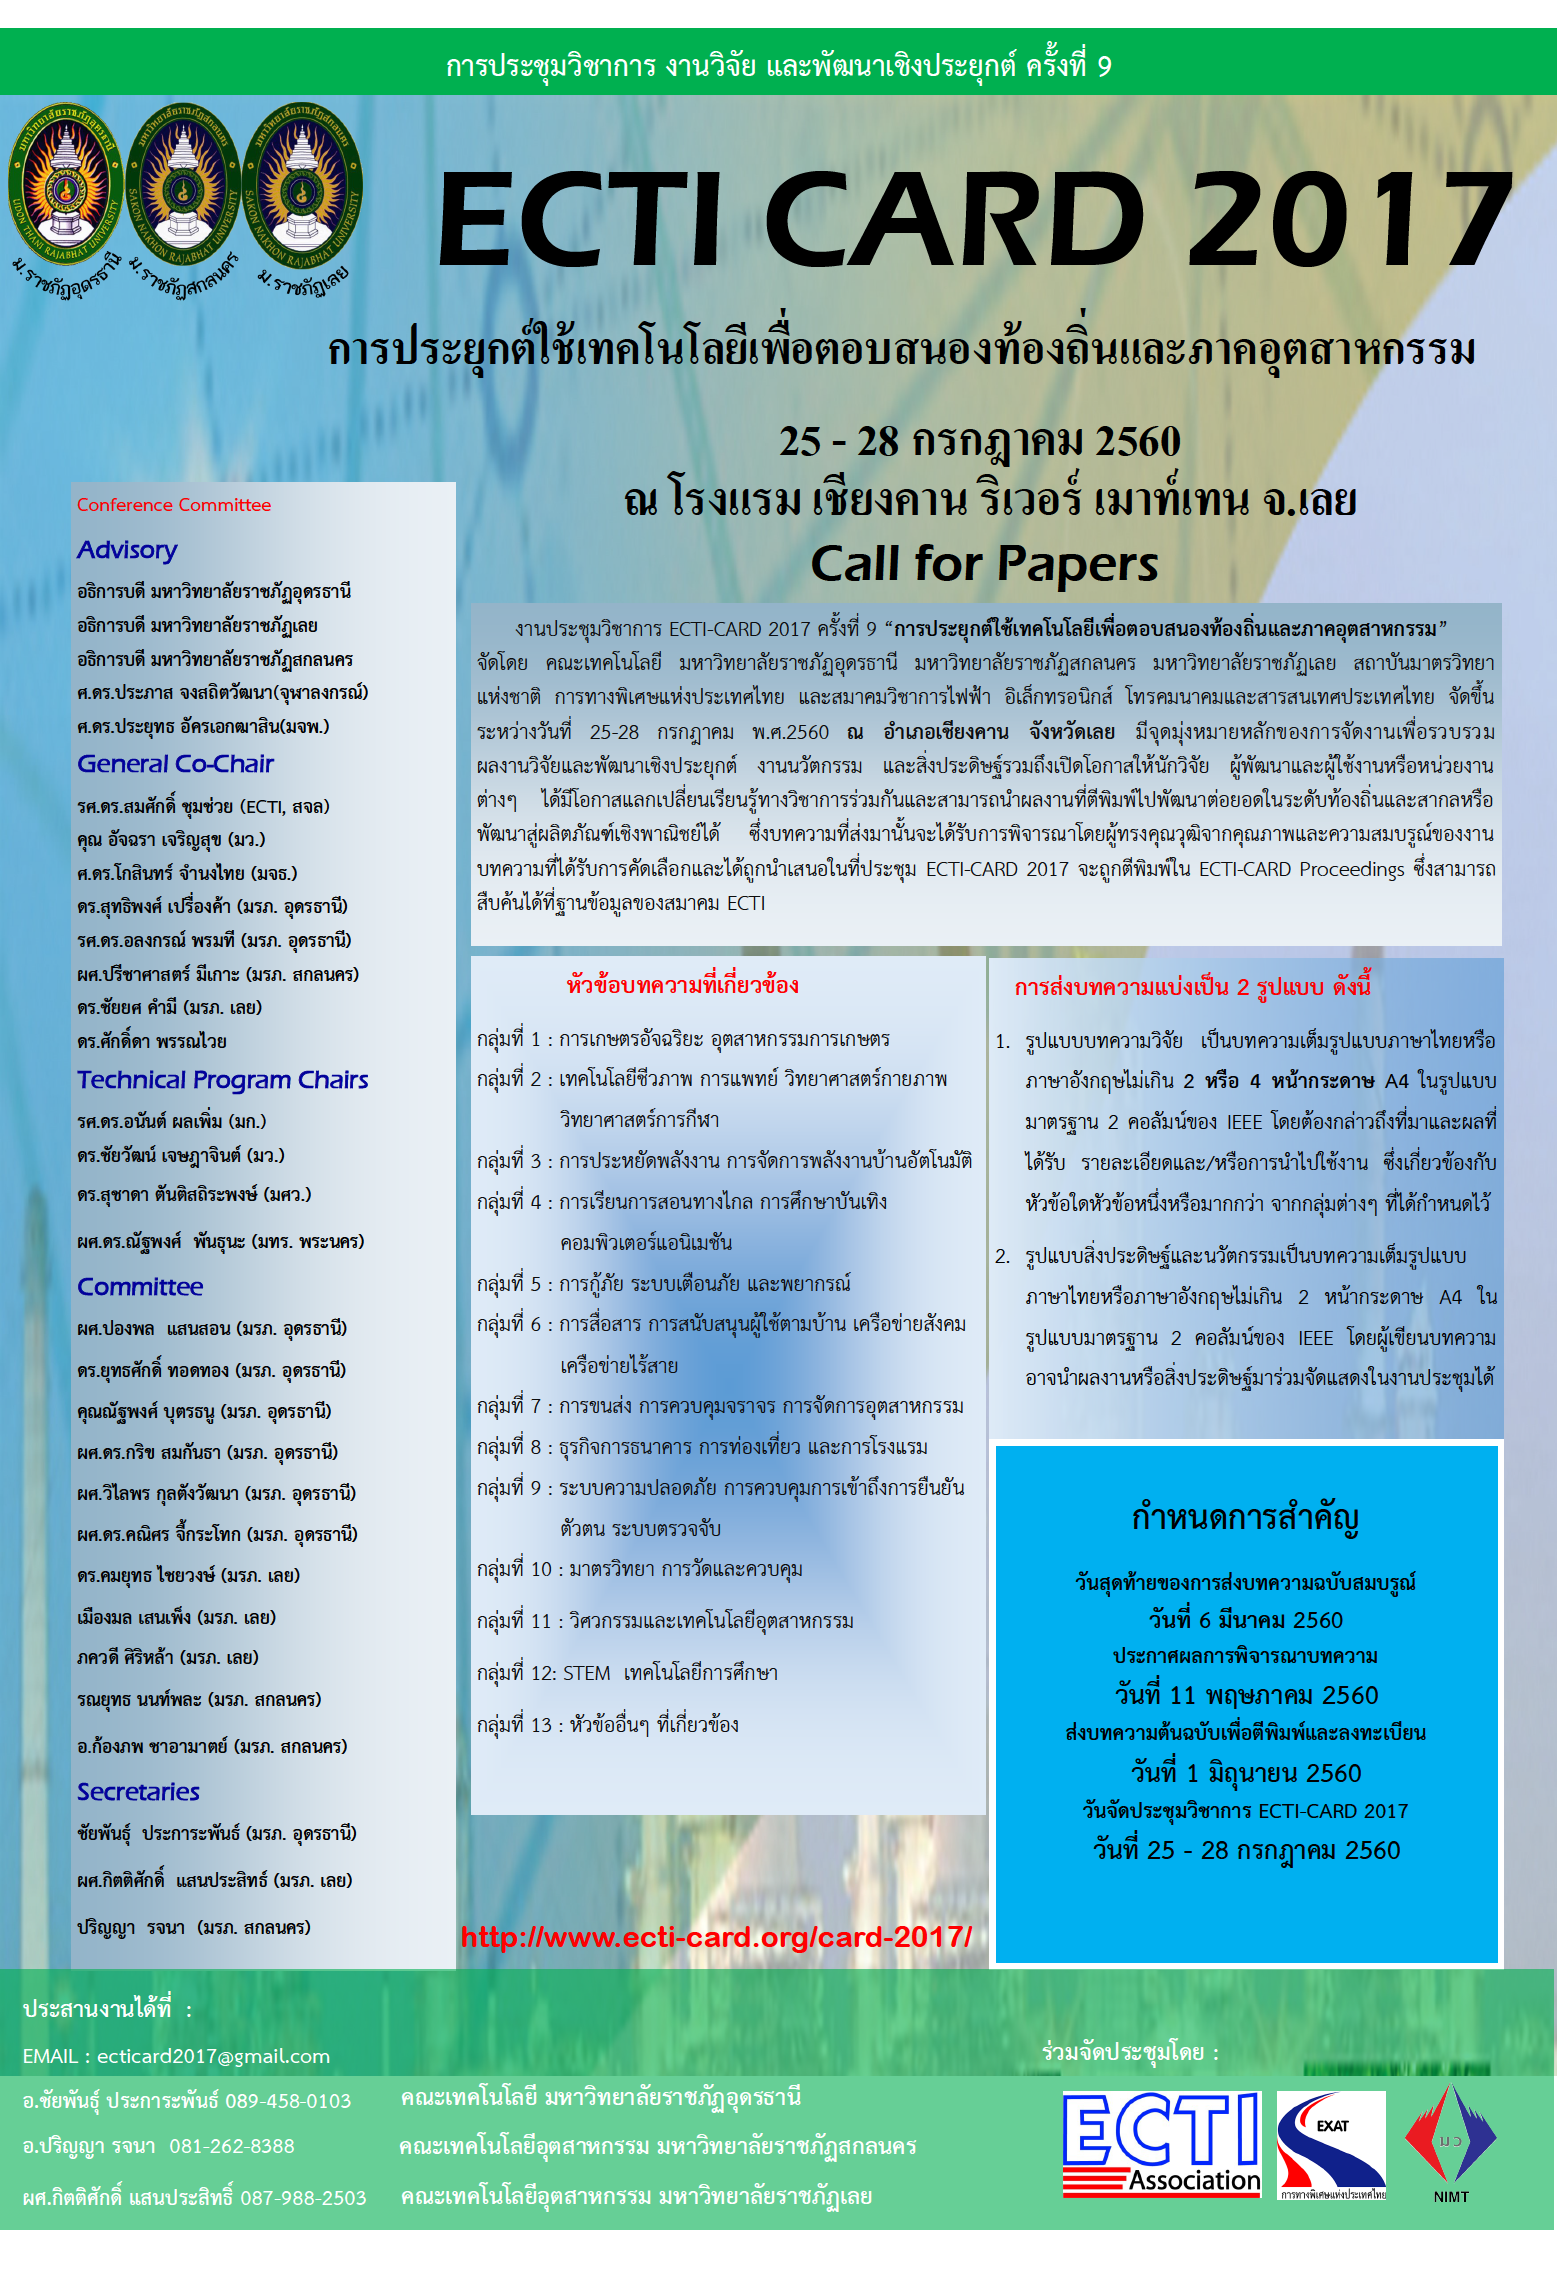 การประชุมวิชาการ งานวิจัย และพัฒนาเชิงประยุกต์ ครั้งที่ 9
มหาวิทยาลัยราชภัฏอุดรธานี
UDON THANI RAJABHAT UNIVERSITY
มหาวิทยาลัยราชภัฏสกลนคร
SAKON NAKHON RAJABHAT UNIVERSITY
มหาวิทยาลัยราชภัฏสกลนคร
SAKON NAKHON RAJABHAT UNIVERSITY
ม.ราชภัฏอุดรธานี
ม.ราชภัฏสกลนคร
ม.ราชภัฏเลย
ECTI CARD 2017
การประยุกต์ใช้เทคโนโลยีเพื่อตอบสนองท้องถิ่นและภาคอุตสาหกรรม
25 - 28 กรกฎาคม 2560
ณ โรงแรม เชียงคาน ริเวอร์ เมาท์เทน จ.เลย
Call for Papers
Conference Committee
Advisory
อธิการบดี มหาวิทยาลัยราชภัฏอุดรธานี
อธิการบดี มหาวิทยาลัยราชภัฏเลย
อธิการบดี มหาวิทยาลัยราชภัฏสกลนคร
ศ.ดร.ประภาส จงสถิตวัฒนา(จุฬาลงกรณ์)
ศ.ดร.ประยุทธ อัครเอกฒาสิน(มจพ.)
General Co-Chair
รศ.ดร.สมศักดิ์ ชุมช่วย (ECTI, สจล)
คุณ อัจฉรา เจริญสุข (มว.)
ศ.ดร.โกสินทร์ จำนงไทย (มจธ.)
ดร.สุทธิพงศ์ เปรื่องค้า (มรภ. อุดรธานี)
รศ.ดร.อลงกรณ์ พรมที (มรภ. อุดรธานี)
ผศ.ปรีชาศาสตร์ มีเกาะ (มรภ. สกลนคร)
ดร.ชัยยศ คำมี (มรภ. เลย)
ดร.ศักดิ์ดา พรรณไวย
Technical Program Chairs
รศ.ดร.อนันต์ ผลเพิ่ม (มก.)
ดร.ชัยวัฒน์ เจษฎาจินต์ (มว.)
ดร.สุชาดา ตันติสถิระพงษ์ (มศว.)
ผศ.ดร.ณัฐพงศ์ พันธุนะ (มทร. พระนคร)
Committee
ผศ.ปองพล แสนสอน (มรภ. อุดรธานี)
ดร.ยุทธศักดิ์ ทอดทอง (มรภ. อุดรธานี)
คุณณัฐพงศ์ บุตรธนู (มรภ. อุดรธานี)
ผศ.ดร.กริช สมกันธา (มรภ. อุดรธานี)
ผศ.วิไลพร กุลตังวัฒนา (มรภ. อุดรธานี)
ผศ.ดร.คณิศร จี้กระโทก (มรภ. อุดรธานี)
ดร.คมยุทธ ไชยวงษ์ (มรภ. เลย)
เมืองมล เสนเพ็ง (มรภ. เลย)
ภควดี ศิริหล้า (มรภ. เลย)
รณยุทธ นนท์พละ (มรภ. สกลนคร)
อ.ก้องภพ ชาอามาตย์ (มรภ. สกลนคร)
Secretaries
ชัยพันธุ์ ประการะพันธ์ (มรภ. อุดรธานี)
ผศ.กิตติศักดิ์ แสนประสิทธ์ (มรภ. เลย)
ปริญญา รจนา (มรภ. สกลนคร)
งานประชุมวิชาการ ECTI-CARD 2017 ครั้งที่ 9 “การประยุกต์ใช้เทคโนโลยีเพื่อตอบสนองท้องถิ่นและภาคอุตสาหกรรม”
จัดโดย คณะเทคโนโลยี มหาวิทยาลัยราชภัฏอุดรธานี มหาวิทยาลัยราชภัฏสกลนคร มหาวิทยาลัยราชภัฏเลย สถาบันมาตรวิทยา
แห่งชาติ การทางพิเศษแห่งประเทศไทย และสมาคมวิชาการไฟฟ้า อิเล็กทรอนิกส์ โทรคมนาคมและสารสนเทศประเทศไทย จัดขึ้น
ระหว่างวันที่ 25-28 กรกฎาคม พ.ศ.2560 ณ อำเภอเชียงคาน จังหวัดเลย มีจุดมุ่งหมายหลักของการจัดงานเพื่อรวบรวม
ผลงานวิจัยและพัฒนาเชิงประยุกต์ งานนวัตกรรม และสิ่งประดิษฐ์รวมถึงเปิดโอกาสให้นักวิจัย ผู้พัฒนาและผู้ใช้งานหรือหน่วยงาน
ต่างๆ ได้มีโอกาสแลกเปลี่ยนเรียนรู้ทางวิชาการร่วมกันและสามารถนำผลงานที่ตีพิมพ์ไปพัฒนาต่อยอดในระดับท้องถิ่นและสากลหรือ
พัฒนาสู่ผลิตภัณฑ์เชิงพาณิชย์ได้ ซึ่งบทความที่ส่งมานั้นจะได้รับการพิจารณาโดยผู้ทรงคุณวุฒิจากคุณภาพและความสมบรูณ์ของงาน
บทความที่ได้รับการคัดเลือกและได้ถูกนำเสนอในที่ประชุม ECTI-CARD 2017 จะถูกตีพิมพ์ใน ECTI-CARD Proceedings ซึ่งสามารถ
สืบค้นได้ที่ฐานข้อมูลของสมาคม ECTI
หัวข้อบทความที่เกี่ยวข้อง
กลุ่มที่ 1 : การเกษตรอัจฉริยะ อุตสาหกรรมการเกษตร
กลุ่มที่ 2 : เทคโนโลยีชีวภาพ การแพทย์ วิทยาศาสตร์กายภาพ
วิทยาศาสตร์การกีฬา
กลุ่มที่ 3 : การประหยัดพลังงาน การจัดการพลังงานบ้านอัตโนมัติ
กลุ่มที่ 4 : การเรียนการสอนทางไกล การศึกษาบันเทิง
คอมพิวเตอร์แอนิเมชัน
กลุ่มที่ 5 : การกู้ภัย ระบบเตือนภัย และพยากรณ์
กลุ่มที่ 6 : การสื่อสาร การสนับสนุนผู้ใช้ตามบ้าน เครือข่ายสังคม
เครือข่ายไร้สาย
กลุ่มที่ 7 : การขนส่ง การควบคุมจราจร การจัดการอุตสาหกรรม
กลุ่มที่ 8 : ธุรกิจการธนาคาร การท่องเที่ยว และการโรงแรม
กลุ่มที่ 9 : ระบบความปลอดภัย การควบคุมการเข้าถึงการยืนยัน
ตัวตน ระบบตรวจจับ
กลุ่มที่ 10 : มาตรวิทยา การวัดและควบคุม
กลุ่มที่ 11 : วิศวกรรมและเทคโนโลยีอุตสาหกรรม
กลุ่มที่ 12: STEM เทคโนโลยีการศึกษา
กลุ่มที่ 13 : หัวข้ออื่นๆ ที่เกี่ยวข้อง
http://www.ecti-card.org/card-2017/
การส่งบทความแบ่งเป็น 2 รูปแบบ ดังนี้
1. รูปแบบบทความวิจัย เป็นบทความเต็มรูปแบบภาษาไทยหรือ
ภาษาอังกฤษไม่เกิน 2 หรือ 4 หน้ากระดาษ A4 ในรูปแบบ
มาตรฐาน 2 คอลัมน์ของ IEEE โดยต้องกล่าวถึงที่มาและผลที่
ได้รับ รายละเอียดและ/หรือการนำไปใช้งาน ซึ่งเกี่ยวข้องกับ
หัวข้อใดหัวข้อหนึ่งหรือมากกว่า จากกลุ่มต่างๆ ที่ได้กำหนดไว้
2. รูปแบบสิ่งประดิษฐ์และนวัตกรรมเป็นบทความเต็มรูปแบบ
ภาษาไทยหรือภาษาอังกฤษไม่เกิน 2 หน้ากระดาษ A4 ใน
รูปแบบมาตรฐาน 2 คอลัมน์ของ IEEE โดยผู้เขียนบทความ
อาจนำผลงานหรือสิ่งประดิษฐ์มาร่วมจัดแสดงในงานประชุมได้
กำหนดการสำคัญ
วันสุดท้ายของการส่งบทความฉบับสมบรูณ์
วันที่ 6 มีนาคม 2560
ประกาศผลการพิจารณาบทความ
วันที่ 11 พฤษภาคม 2560
ส่งบทความต้นฉบับเพื่อตีพิมพ์และลงทะเบียน
วันที่ 1 มิถุนายน 2560
วันจัดประชุมวิชาการ ECTI-CARD 2017
วันที่ 25 - 28 กรกฎาคม 2560
ประสานงานได้ที่ :
EMAIL : ecticard2017@gmail.com
อ.ชัยพันธุ์ ประการะพันธ์ 089-458-0103
อ.ปริญญา รจนา 081-262-8388
ผศ.กิตติศักดิ์ แสนประสิทธิ์ 087-988-2503
คณะเทคโนโลยี มหาวิทยาลัยราชภัฏอุดรธานี
คณะเทคโนโลยีอุตสาหกรรม มหาวิทยาลัยราชภัฏสกลนคร
คณะเทคโนโลยีอุตสาหกรรม มหาวิทยาลัยราชภัฏเลย
ร่วมจัดประชุมโดย :
ECTI
Association
EXAT
การทางพิเศษแห่งประเทศไทย
มว
NIMT